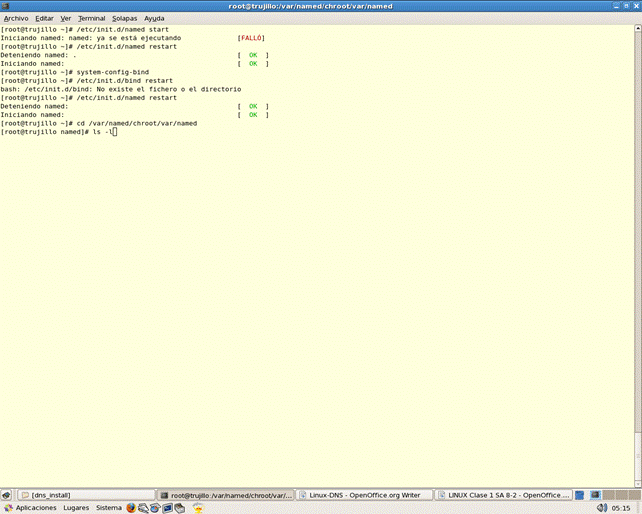 root@trujillo:/var/named/chroot/var/named
Archivo Editar Ver Terminal Solapas Ayuda
[root@trujillo ~]# /etc/init.d/named start
Iniciando named: named: ya se está ejecutando [FALLÓ]
[root@trujillo ~]# /etc/init.d/named restart
Deteniendo named: . [ OK ]
Iniciando named: [ OK ]
[root@trujillo ~]# system-config-bind
[root@trujillo ~]# /etc/init.d/bind restart
bash: /etc/init.d/bind: No existe el fichero o el directorio
[root@trujillo ~]# /etc/init.d/named restart
Deteniendo named: [ OK ]
Iniciando named: [ OK ]
[root@trujillo ~]# cd /var/named/chroot/var/named
[root@trujillo named]# ls -l
[dns_install] root@trujillo:/var/named/chroot/var/... Linux-DNS - OpenOffice.org Writer LINUX Clase 1 SA 8-2 - OpenOffice....
Aplicaciones Lugares Sistema 05:15